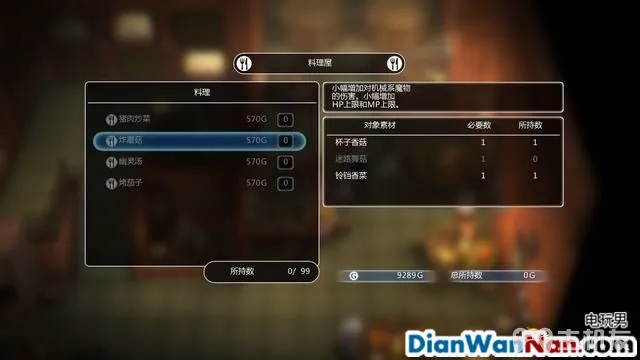 料理屋
料理
猪肉炒菜 570G 0
炸蘑菇 570G 0
幽灵汤 570G 0
烤茄子 570G 0
所持数 0/ 99
小幅增加对机械系魔物
的伤害，小幅增加
HP上限和MP上限。
对象素材 必要数 所持数
杯子香菇 1 1
迷路舞菇 1 0
铃铛香菜 1 1
G 9289G 总所持数 0G
电玩男
DianWanNan.com